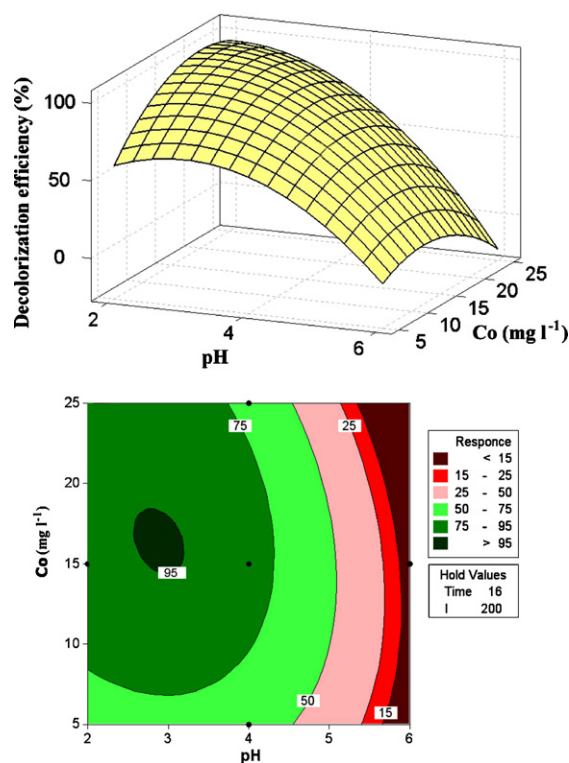 Decolorization efficiency (%)
100
50
0
2
4
6
pH
5
10
15
20
25
Co (mg l-1)
25
20
15
10
5
Co (mg l-1)
75
25
95
50
15
2
3
4
5
6
pH
Responce
< 15
15 - 25
25 - 50
50 - 75
75 - 95
> 95
Hold Values
Time 16
I 200